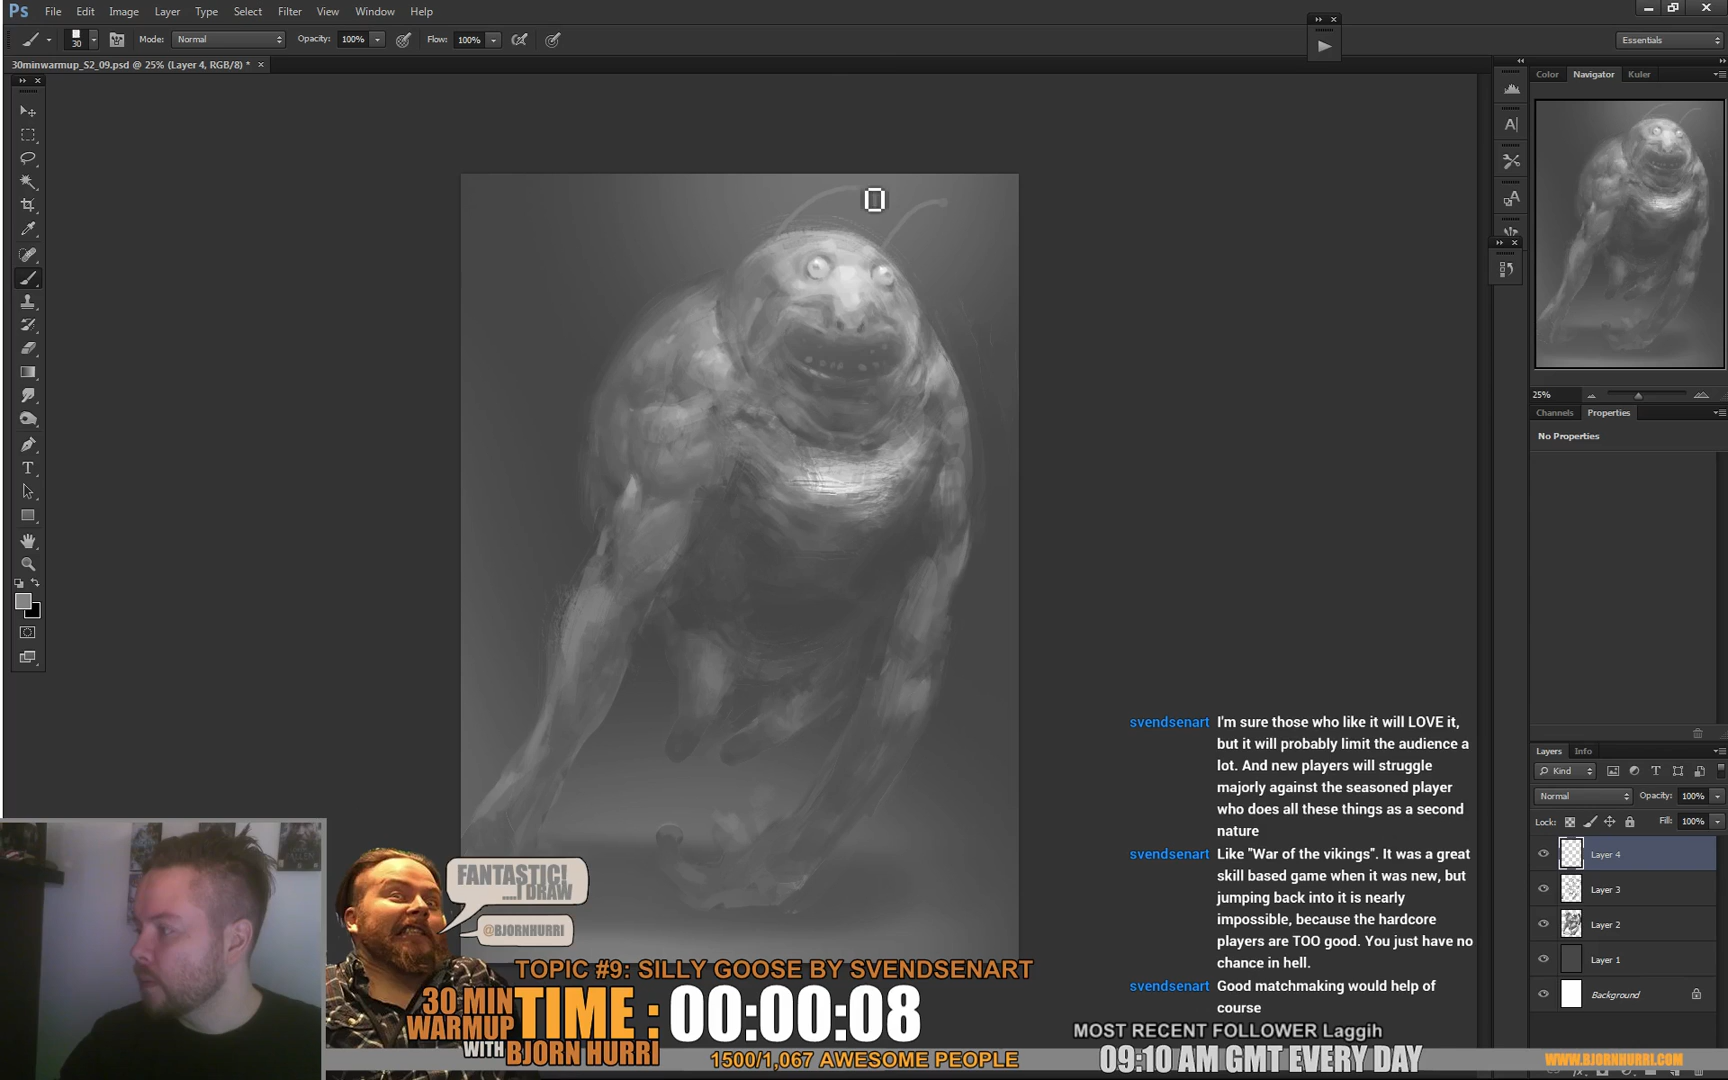 Ps File Edit Image Layer Type Select Filter View Window Help
30 Mode: Normal Opacity: 100% Flow: 100% Essentials
30minwarmup_S2_09.psd @ 25% (Layer 4, RGB/8) *
Color Navigator Kuler
25%
Channels Properties
No Properties
Layers Info
Kind
Normal Opacity: 100%
Lock: Fill: 100%
Layer 4
Layer 3
Layer 2
Layer 1
Background
svendsenart I'm sure those who like it will LOVE it,
but it will probably limit the audience a
lot. And new players will struggle
majorly against the seasoned player
who does all these things as a second
nature
svendsenart Like "War of the vikings". It was a great
skill based game when it was new, but
jumping back into it is nearly
impossible, because the hardcore
players are TOO good. You just have no
chance in hell.
svendsenart Good matchmaking would help of
course
FANTASTIC!
....I DRAW
@BJORNHURRI
TOPIC #9: SILLY GOOSE BY SVENDSENART
30 MIN
WARMUP
WITH BJORN HURRI
TIME : 00:00:08
1500/1,067 AWESOME PEOPLE
MOST RECENT FOLLOWER Laggih
09:10 AM GMT EVERY DAY
WWW.BJORNHURRI.COM